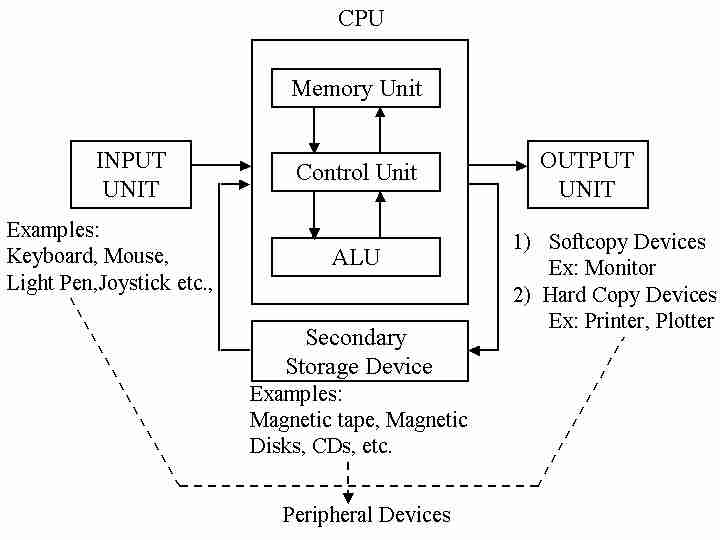 CPU
Memory Unit
INPUT
UNIT
Control Unit
OUTPUT
UNIT
Examples:
Keyboard, Mouse,
Light Pen,Joystick etc.,
ALU
1) Softcopy Devices
Ex: Monitor
2) Hard Copy Devices
Ex: Printer, Plotter
Secondary
Storage Device
Examples:
Magnetic tape, Magnetic
Disks, CDs, etc.
Peripheral Devices